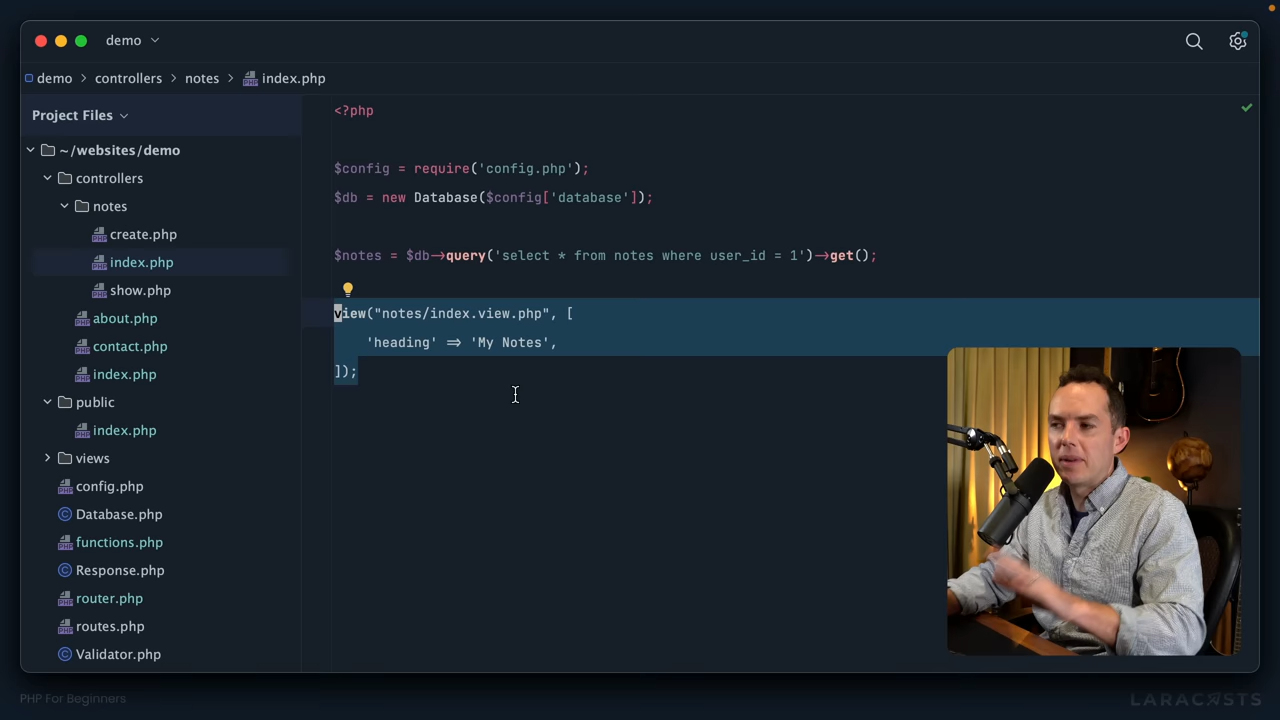 demo
demo > controllers > notes > index.php
Project Files
~/websites/demo
controllers
notes
create.php
index.php
show.php
about.php
contact.php
index.php
public
index.php
views
config.php
Database.php
functions.php
Response.php
router.php
routes.php
Validator.php
<?php
$config = require('config.php');
$db = new Database($config['database']);
$notes = $db->query('select * from notes where user_id = 1')->get();
view("notes/index.view.php", [
'heading' => 'My Notes',
]);
PHP For Beginners
LARACASTS